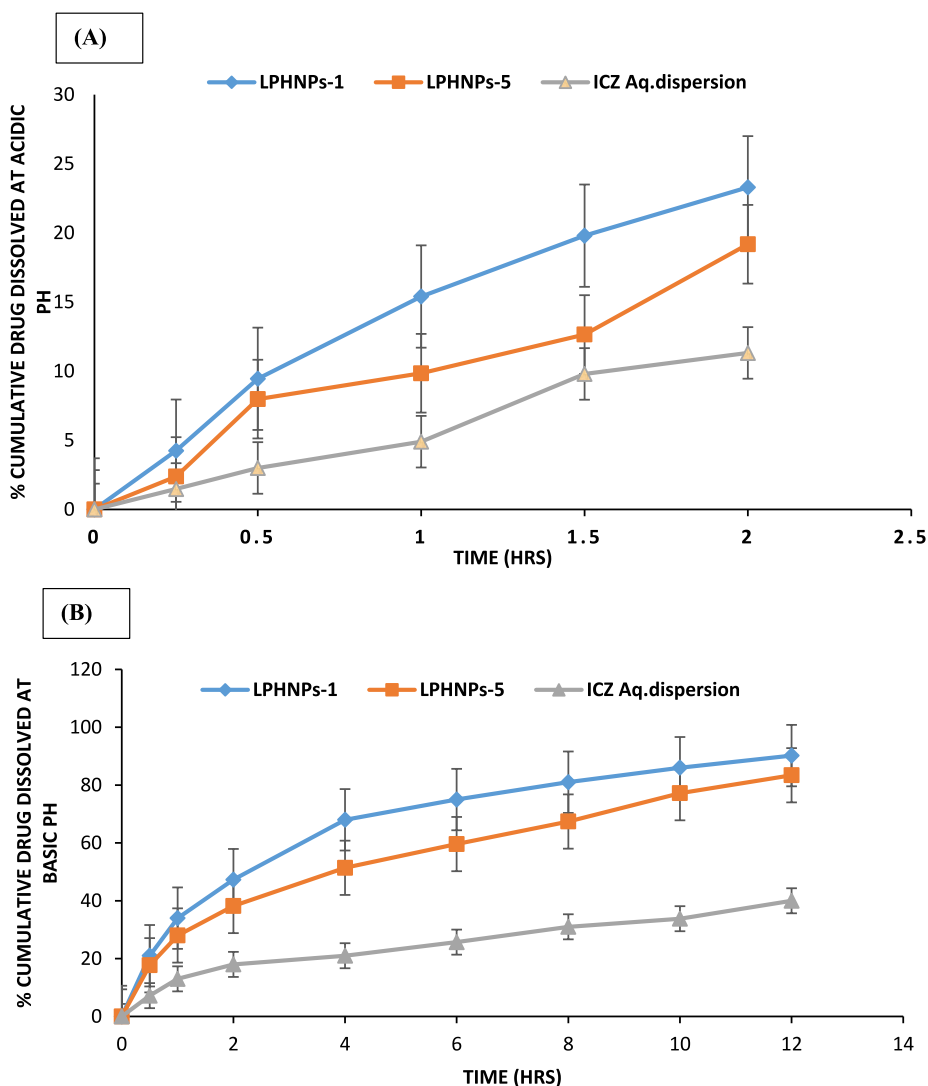 (A)
LPHNPs-1 LPHNPs-5 ICZ Aq.dispersion
% CUMULATIVE DRUG DISSOLVED AT ACIDIC
PH
30
25
20
15
10
5
0
0 0.5 1 1.5 2 2.5
TIME (HRS)
(B)
LPHNPs-1 LPHNPs-5 ICZ Aq.dispersion
% CUMULATIVE DRUG DISSOLVED AT
BASIC PH
120
100
80
60
40
20
0
0 2 4 6 8 10 12 14
TIME (HRS)